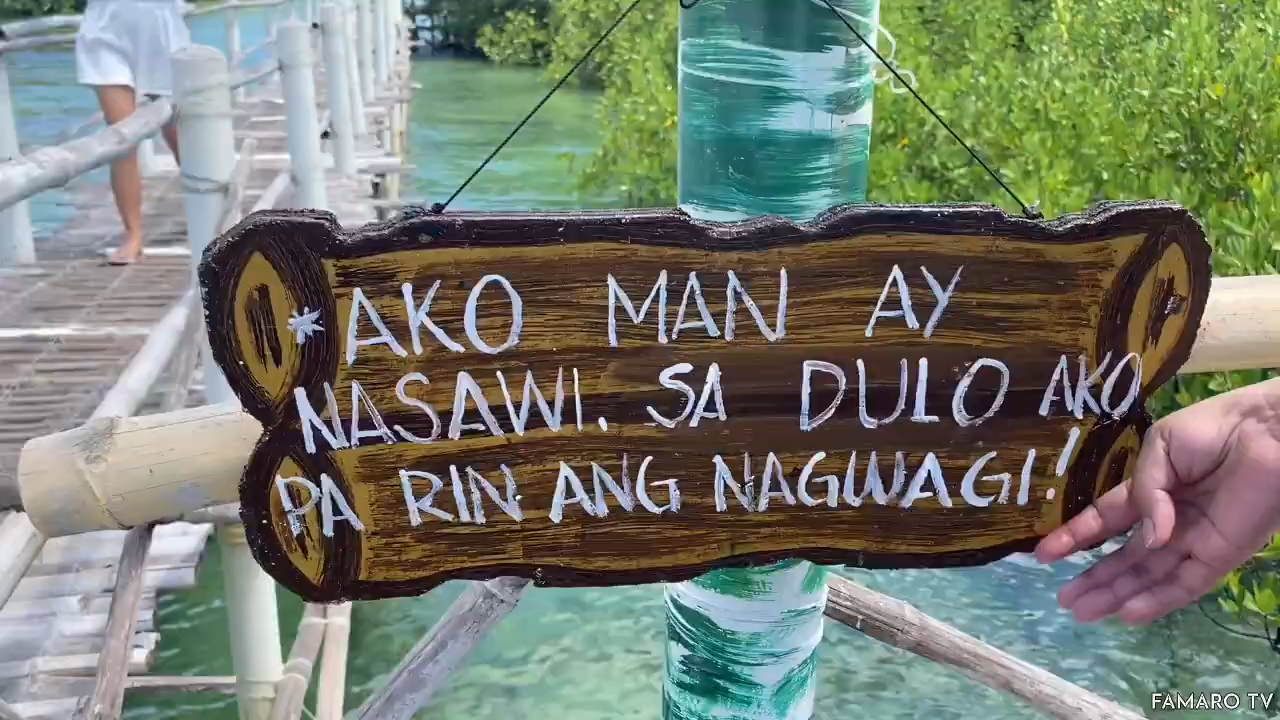 *AKO MAN AY
NASAWI. SA DULO AKO
PA RIN ANG NAGWAGI!
FAMARO TV